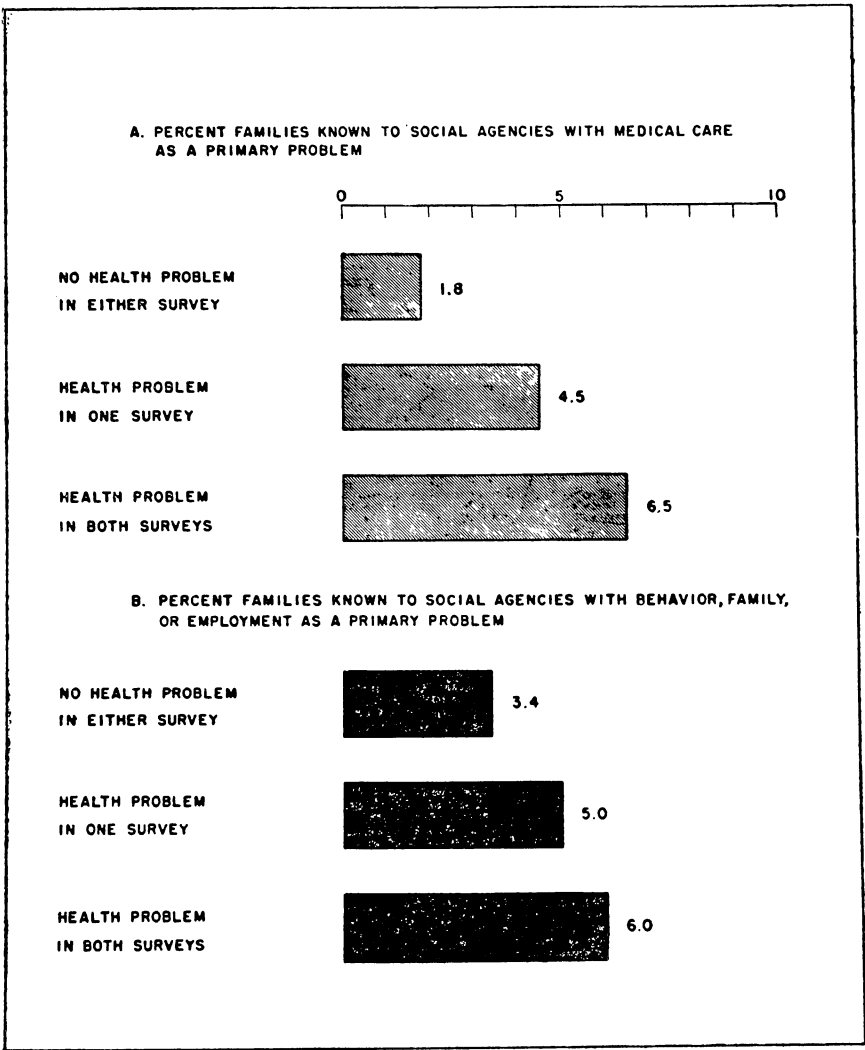 A. PERCENT FAMILIES KNOWN TO SOCIAL AGENCIES WITH MEDICAL CARE
AS A PRIMARY PROBLEM
0 5 10
NO HEALTH PROBLEM
IN EITHER SURVEY
1.8
HEALTH PROBLEM
IN ONE SURVEY
4.5
HEALTH PROBLEM
IN BOTH SURVEYS
6.5
B. PERCENT FAMILIES KNOWN TO SOCIAL AGENCIES WITH BEHAVIOR, FAMILY,
OR EMPLOYMENT AS A PRIMARY PROBLEM
NO HEALTH PROBLEM
IN EITHER SURVEY
3.4
HEALTH PROBLEM
IN ONE SURVEY
5.0
HEALTH PROBLEM
IN BOTH SURVEYS
6.0